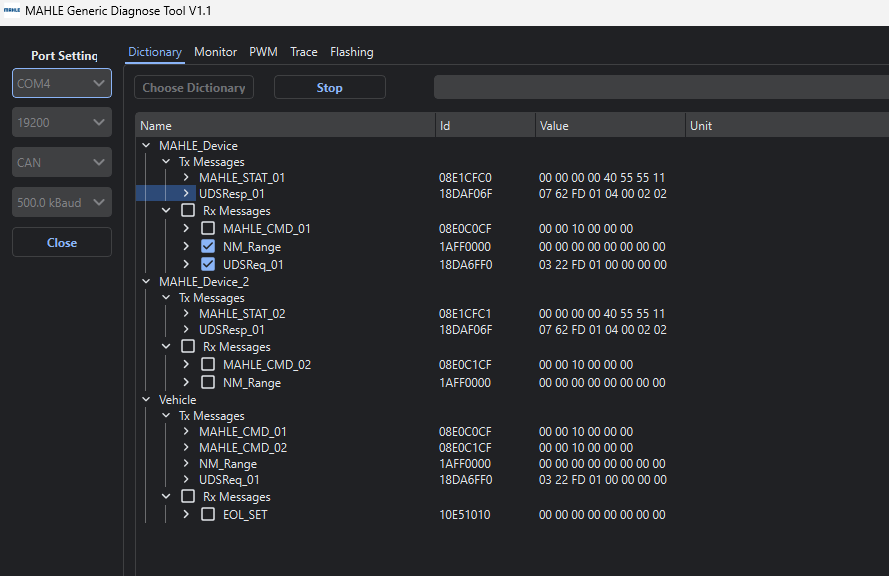 MAHLE MAHLE Generic Diagnose Tool V1.1
Port Setting
COM4
19200
CAN
500.0 kBaud
Close
Dictionary Monitor PWM Trace Flashing
Choose Dictionary Stop
Name Id Value Unit
MAHLE_Device
Tx Messages
MAHLE_STAT_01 08E1CFC0 00 00 00 00 40 55 55 11
UDSResp_01 18DAF06F 07 62 FD 01 04 00 02 02
Rx Messages
MAHLE_CMD_01 08E0C0CF 00 00 10 00 00 00
NM_Range 1AFF0000 00 00 00 00 00 00 00 00
UDSReq_01 18DA6FF0 03 22 FD 01 00 00 00 00
MAHLE_Device_2
Tx Messages
MAHLE_STAT_02 08E1CFC1 00 00 00 00 40 55 55 11
UDSResp_01 18DAF06F 07 62 FD 01 04 00 02 02
Rx Messages
MAHLE_CMD_02 08E0C1CF 00 00 10 00 00 00
NM_Range 1AFF0000 00 00 00 00 00 00 00 00
Vehicle
Tx Messages
MAHLE_CMD_01 08E0C0CF 00 00 10 00 00 00
MAHLE_CMD_02 08E0C1CF 00 00 10 00 00 00
NM_Range 1AFF0000 00 00 00 00 00 00 00 00
UDSReq_01 18DA6FF0 03 22 FD 01 00 00 00 00
Rx Messages
EOL_SET 10E51010 00 00 00 00 00 00 00 00